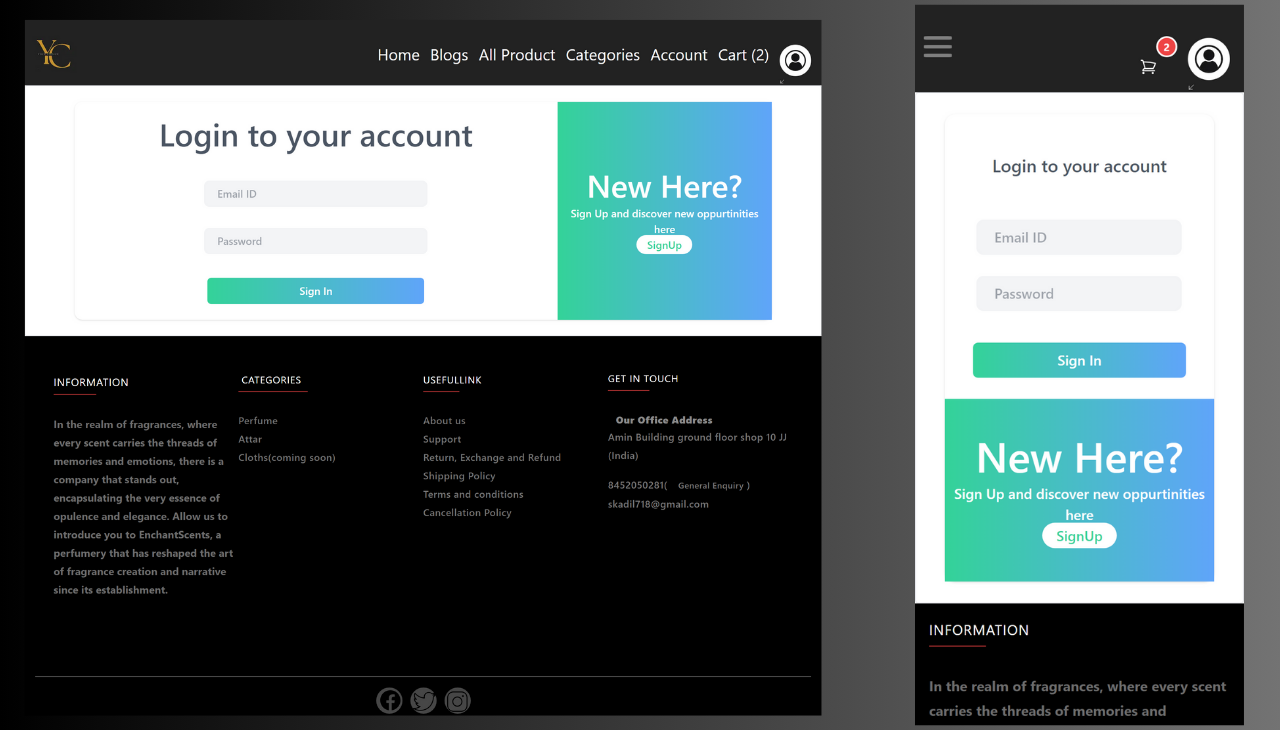 YC
Home Blogs All Product Categories Account Cart (2)
Login to your account
Email ID
Password
Sign In
New Here?
Sign Up and discover new oppurtinities
here
SignUp
INFORMATION
In the realm of fragrances, where
every scent carries the threads of
memories and emotions, there is a
company that stands out,
encapsulating the very essence of
opulence and elegance. Allow us to
introduce you to EnchantScents, a
perfumery that has reshaped the art
of fragrance creation and narrative
since its establishment.
CATEGORIES
Perfume
Attar
Cloths(coming soon)
USEFULLINK
About us
Support
Return, Exchange and Refund
Shipping Policy
Terms and conditions
Cancellation Policy
GET IN TOUCH
Our Office Address
Amin Building ground floor shop 10 JJ
(India)
8452050281( General Enquiry )
skadil718@gmail.com
2
Login to your account
Email ID
Password
Sign In
New Here?
Sign Up and discover new oppurtinities
here
SignUp
INFORMATION
In the realm of fragrances, where every scent
carries the threads of memories and